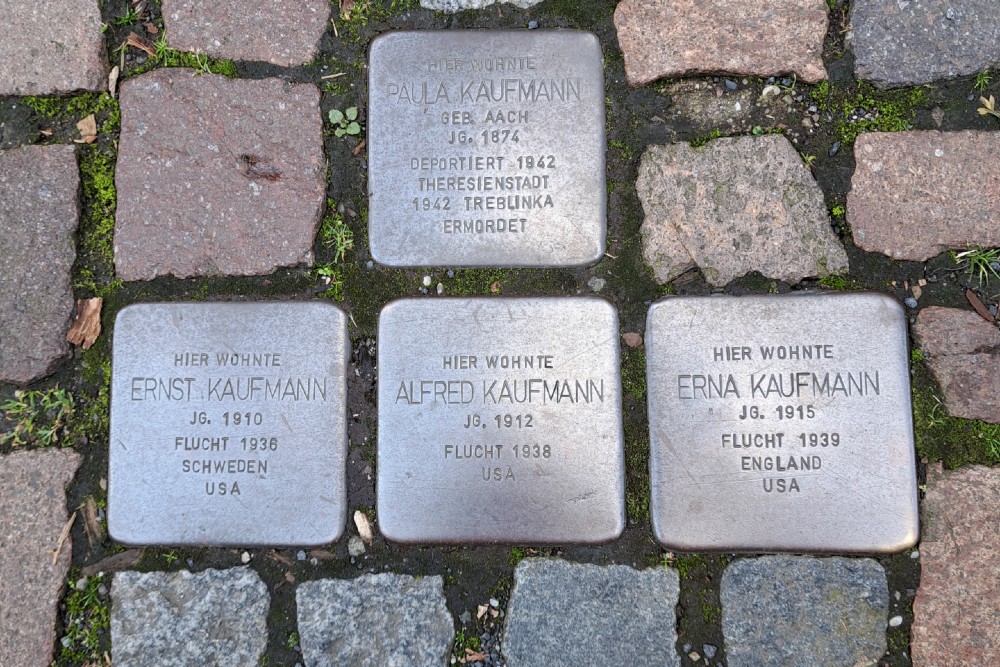 HIER WOHNTE
PAULA KAUFMANN
GEB. AACH
JG. 1874
DEPORTIERT 1942
THERESIENSTADT
1942 TREBLINKA
ERMORDET
HIER WOHNTE
ERNST KAUFMANN
JG. 1910
FLUCHT 1936
SCHWEDEN
USA
HIER WOHNTE
ALFRED KAUFMANN
JG. 1912
FLUCHT 1938
USA
HIER WOHNTE
ERNA KAUFMANN
JG. 1915
FLUCHT 1939
ENGLAND
USA